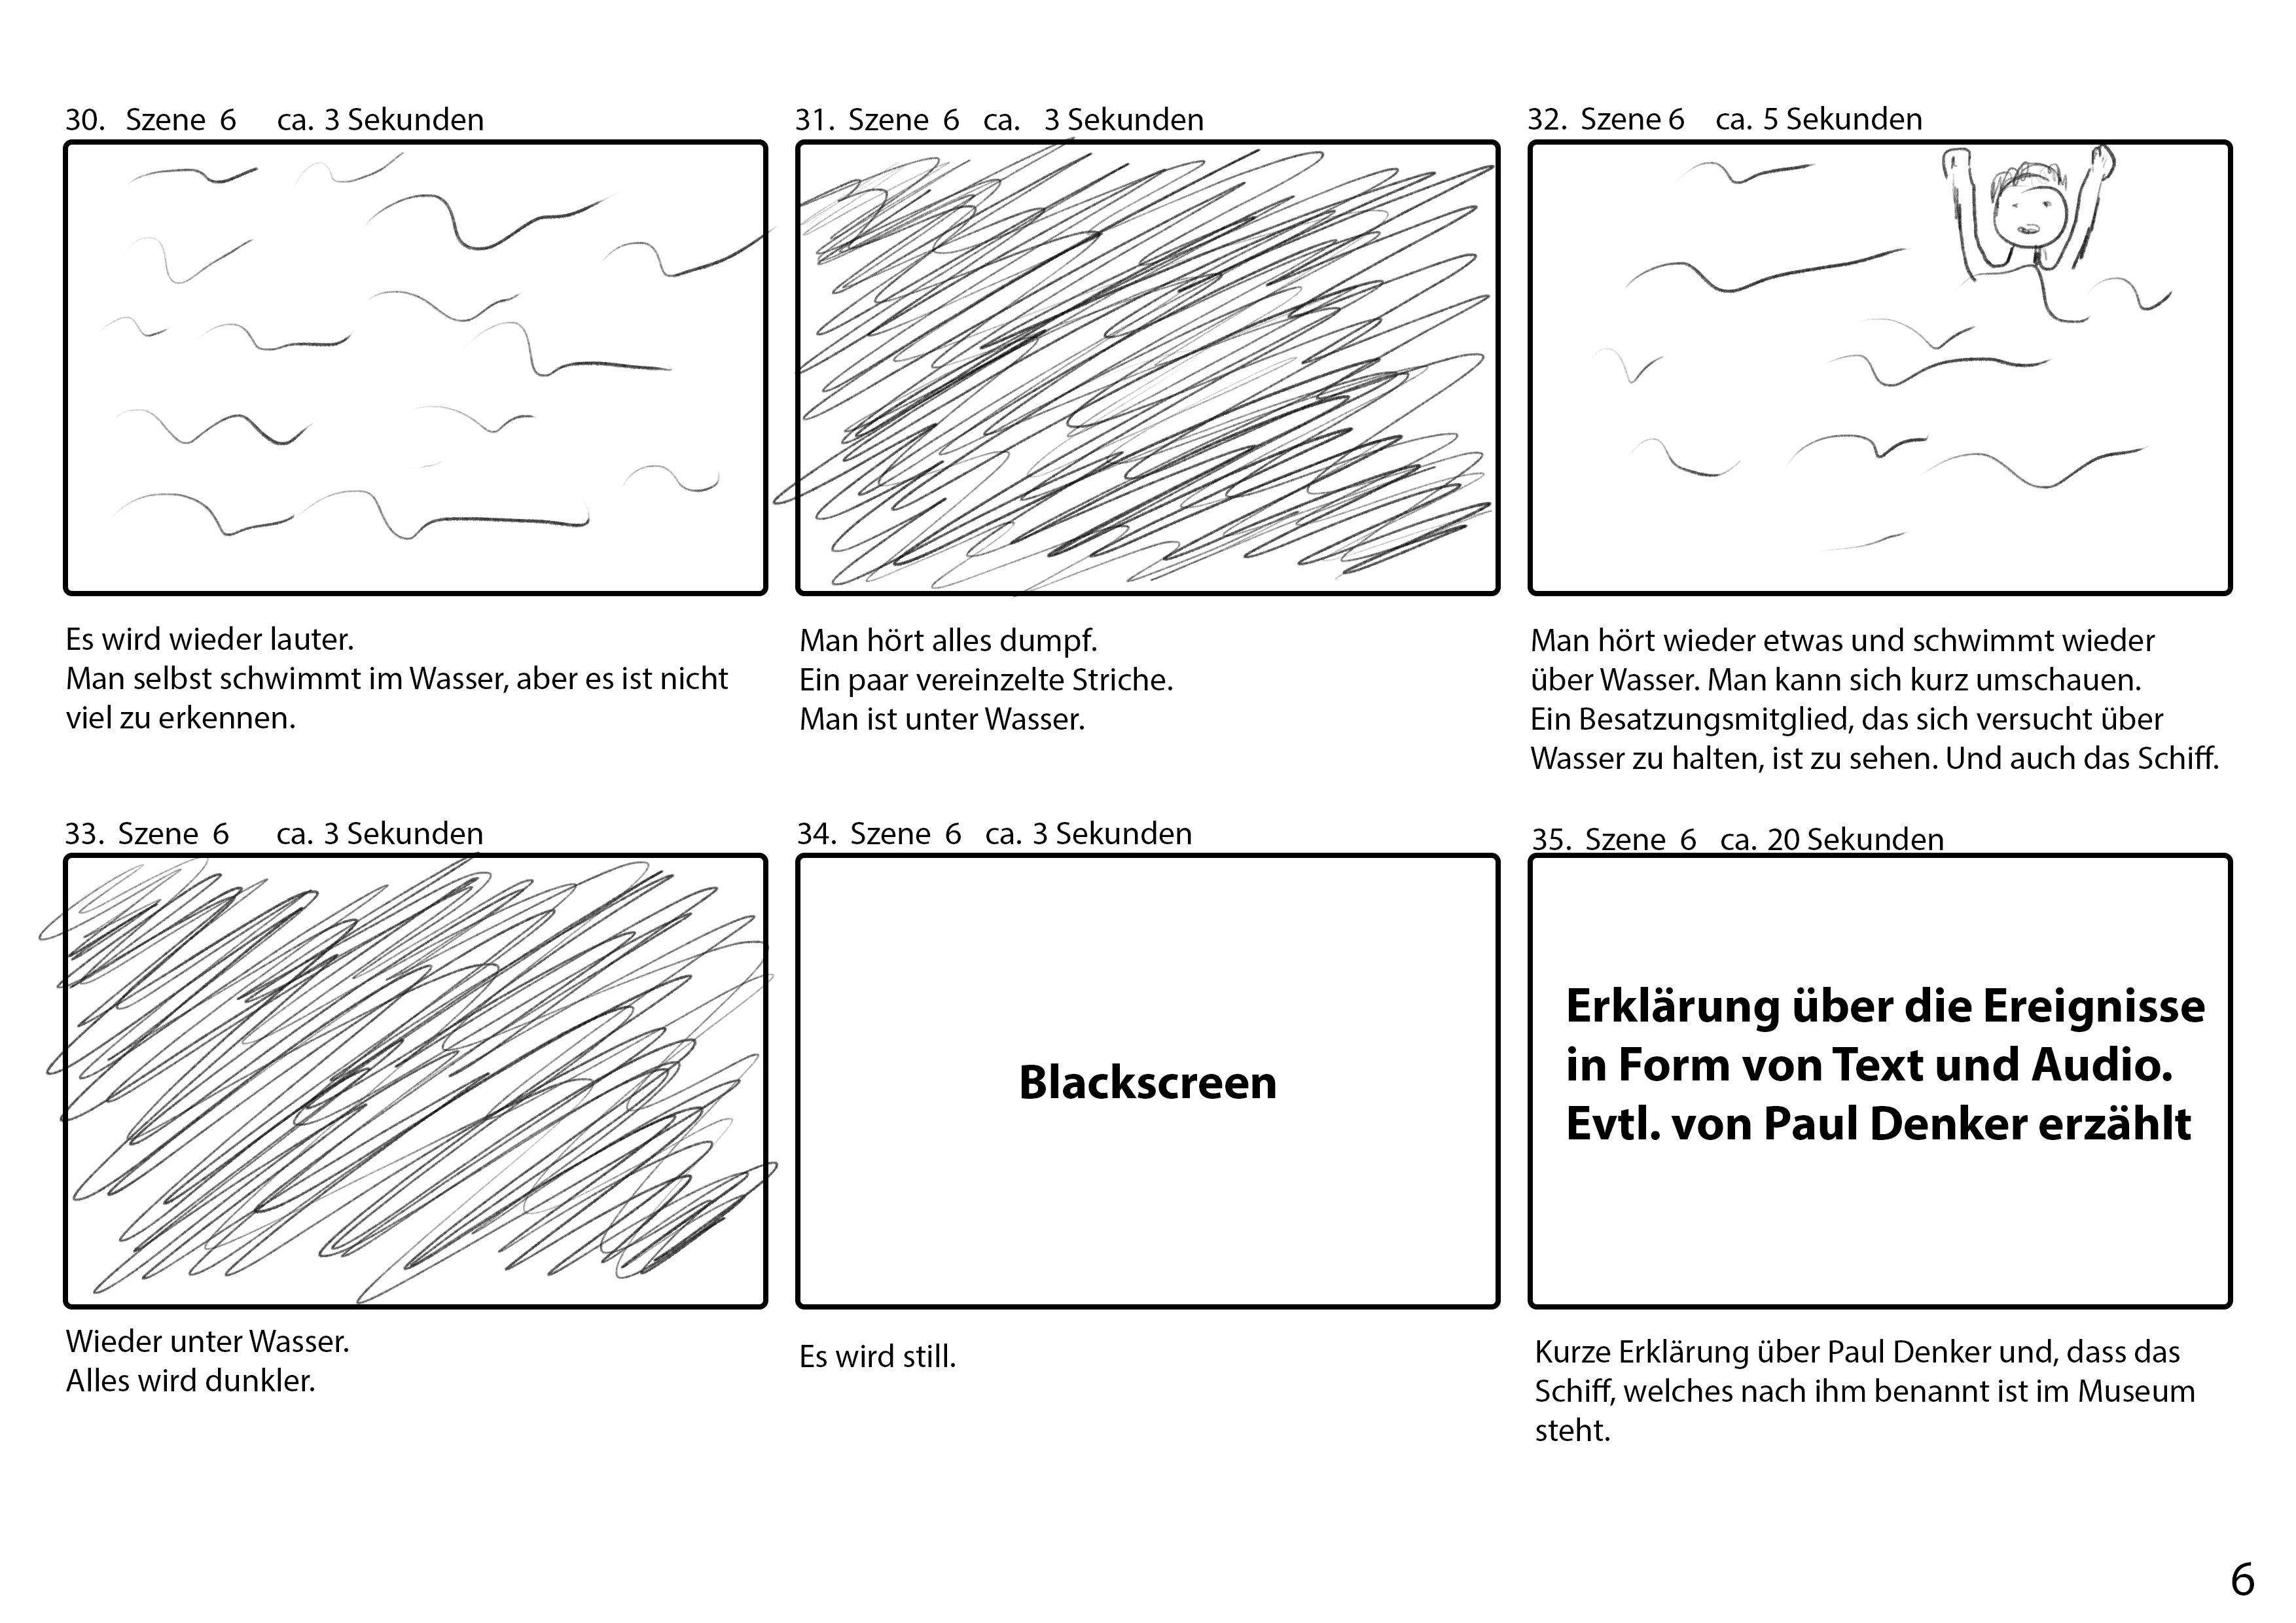 30. Szene 6 ca. 3 Sekunden
Es wird wieder lauter.
Man selbst schwimmt im Wasser, aber es ist nicht
viel zu erkennen.
31. Szene 6 ca. 3 Sekunden
Man hört alles dumpf.
Ein paar vereinzelte Striche.
Man ist unter Wasser.
32. Szene 6 ca. 5 Sekunden
Man hört wieder etwas und schwimmt wieder
über Wasser. Man kann sich kurz umschauen.
Ein Besatzungsmitglied, das sich versucht über
Wasser zu halten, ist zu sehen. Und auch das Schiff.
33. Szene 6 ca. 3 Sekunden
Wieder unter Wasser.
Alles wird dunkler.
34. Szene 6 ca. 3 Sekunden
Blackscreen
Es wird still.
35. Szene 6 ca. 20 Sekunden
Erklärung über die Ereignisse
in Form von Text und Audio.
Evtl. von Paul Denker erzählt
Kurze Erklärung über Paul Denker und, dass das
Schiff, welches nach ihm benannt ist im Museum
steht.
6